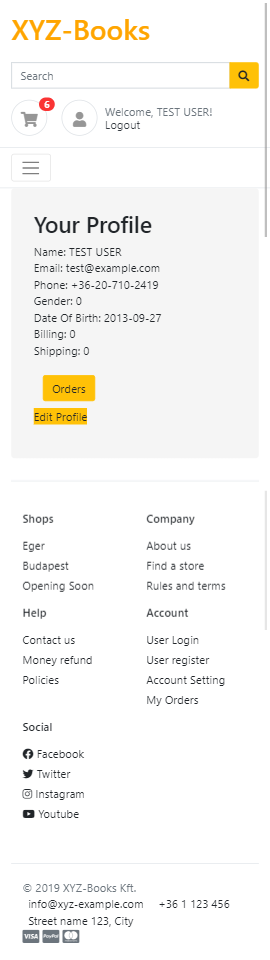 XYZ-Books
Search
6
Welcome, TEST USER!
Logout
Your Profile
Name: TEST USER
Email: test@example.com
Phone: +36-20-710-2419
Gender: 0
Date Of Birth: 2013-09-27
Billing: 0
Shipping: 0
Orders
Edit Profile
Shops
Eger
Budapest
Opening Soon
Company
About us
Find a store
Rules and terms
Help
Contact us
Money refund
Policies
Account
User Login
User register
Account Setting
My Orders
Social
Facebook
Twitter
Instagram
Youtube
© 2019 XYZ-Books Kft.
info@xyz-example.com +36 1 123 456
Street name 123, City
VISA PayPal